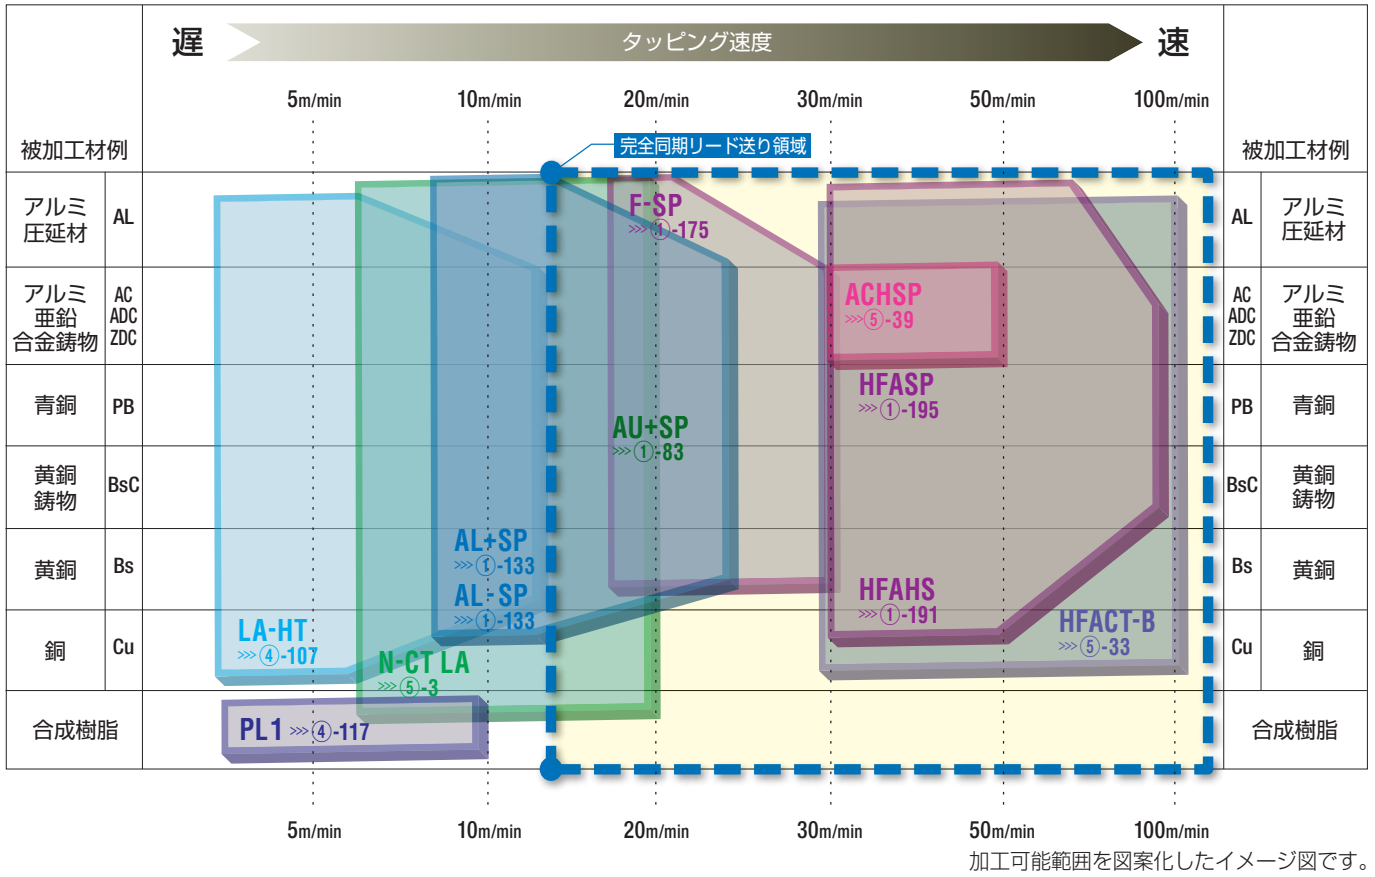 遅
タッピング速度
速
5m/min
10m/min
20m/min
30m/min
50m/min
100m/min
完全同期リード送り領域
被加工材例
被加工材例
アルミ
圧延材
AL
F-SP
>>> ①-175
AL
アルミ
圧延材
アルミ
亜鉛
合金鋳物
AC
ADC
ZDC
ACHSP
>>> ⑤-39
AC
ADC
ZDC
アルミ
亜鉛
合金鋳物
青銅
PB
HFASP
>>> ①-195
AU+SP
>>> ①-83
PB
青銅
黄銅
鋳物
BsC
BsC
黄銅
鋳物
黄銅
Bs
AL+SP
>>> ①-133
AL-SP
>>> ①-133
HFAHS
>>> ①-191
Bs
黄銅
銅
Cu
LA-HT
>>> ④-107
N-CT LA
>>> ⑤-3
HFACT-B
>>> ⑤-33
Cu
銅
合成樹脂
PL1 >>> ④-117
合成樹脂
5m/min
10m/min
20m/min
30m/min
50m/min
100m/min
加工可能範囲を図案化したイメージ図です。